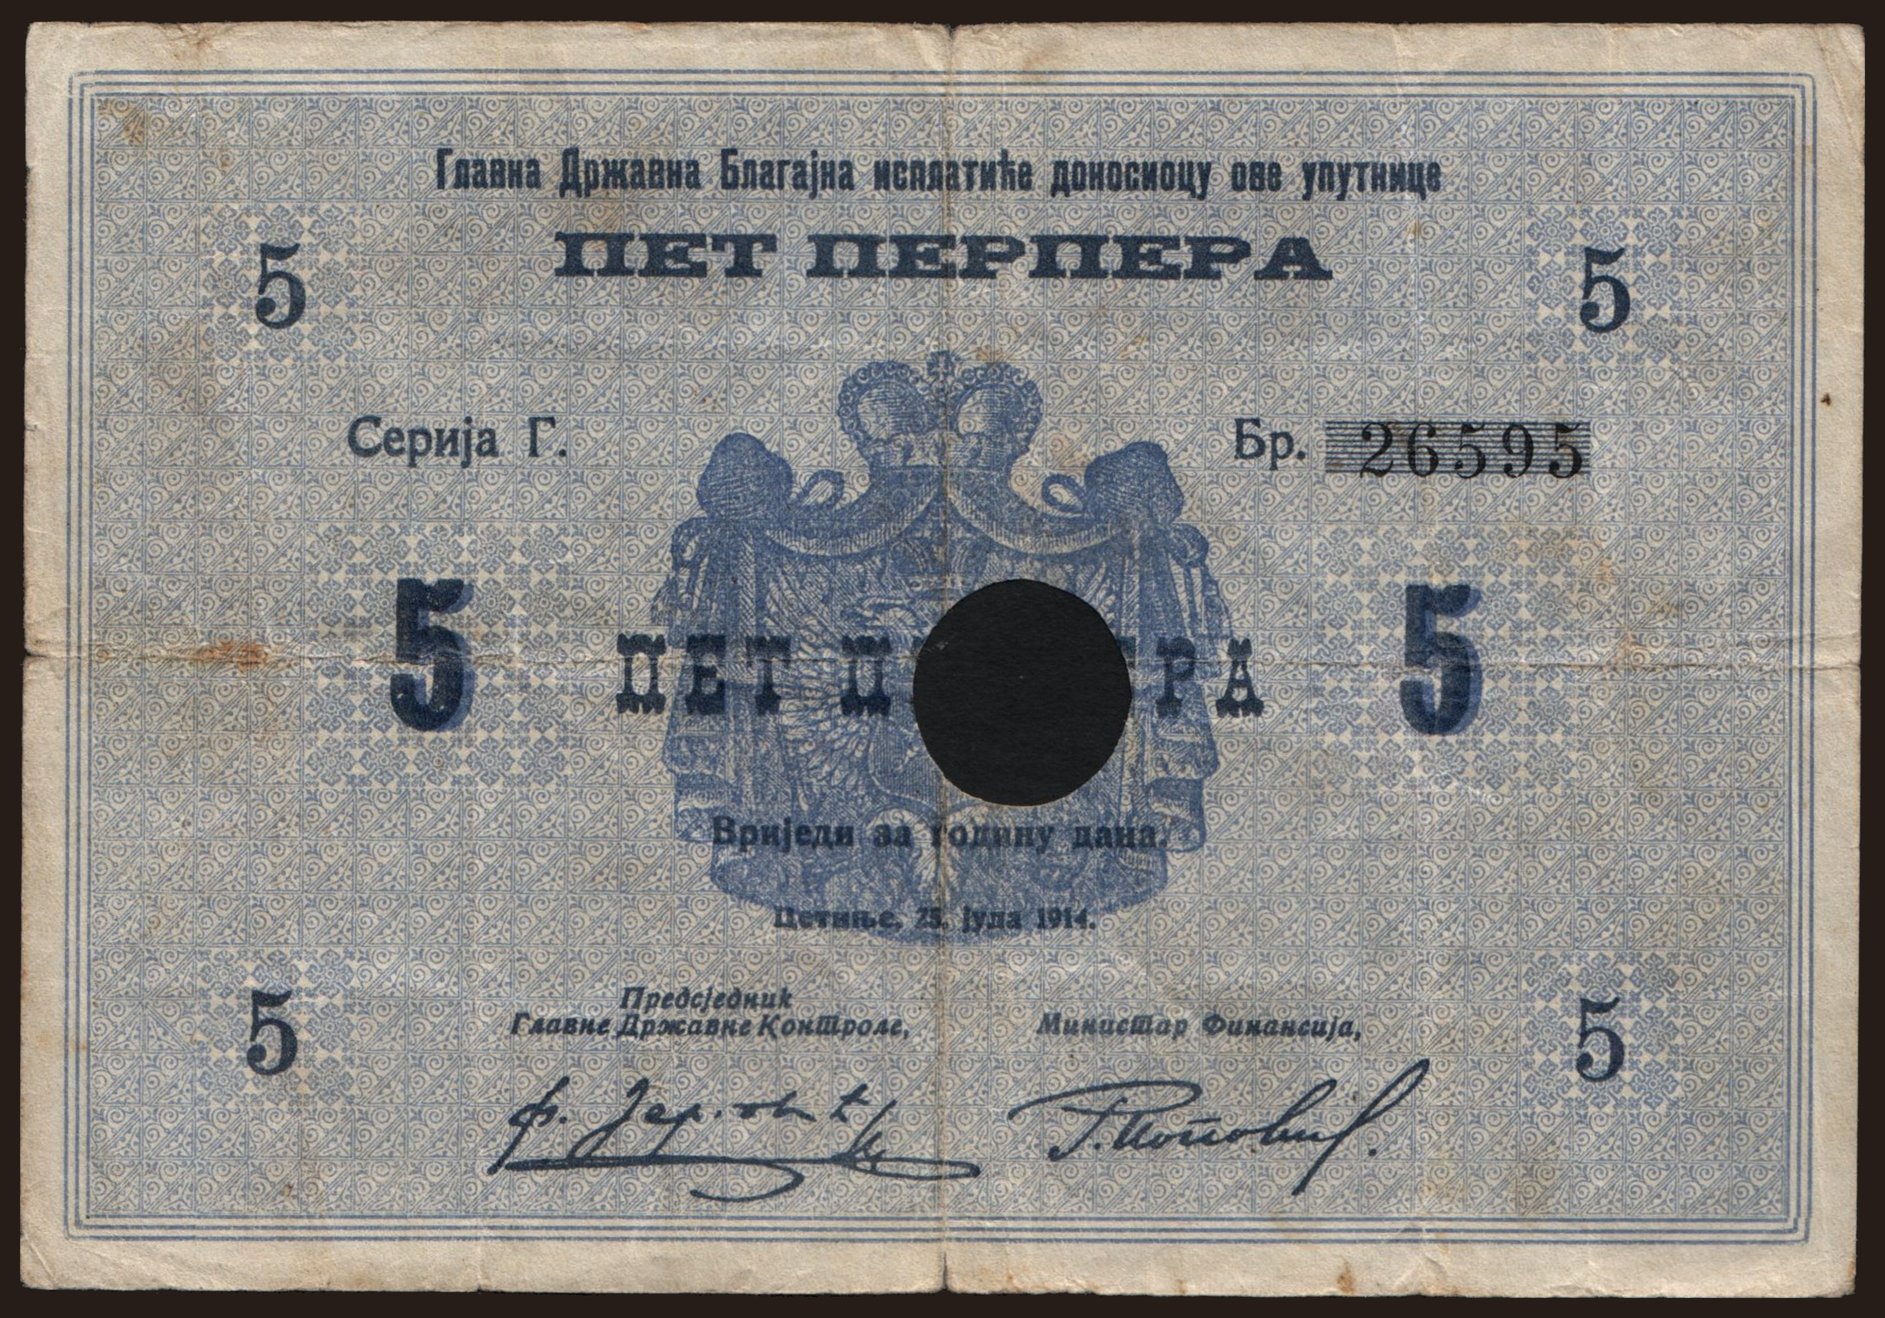 Главна Државна Благајна исплатиће доносиоцу ове упутнице
ПЕТ ПЕРПЕРА
5 5
Серија Г. Бр. 26595
5 ПЕТ П ЕРА 5
Вриједи за годину дана.
Цетиње, 25. јула 1914.
Предсједник
Главне Државне Контроле, Министар Финансија,
5 5
Г. Поповић.